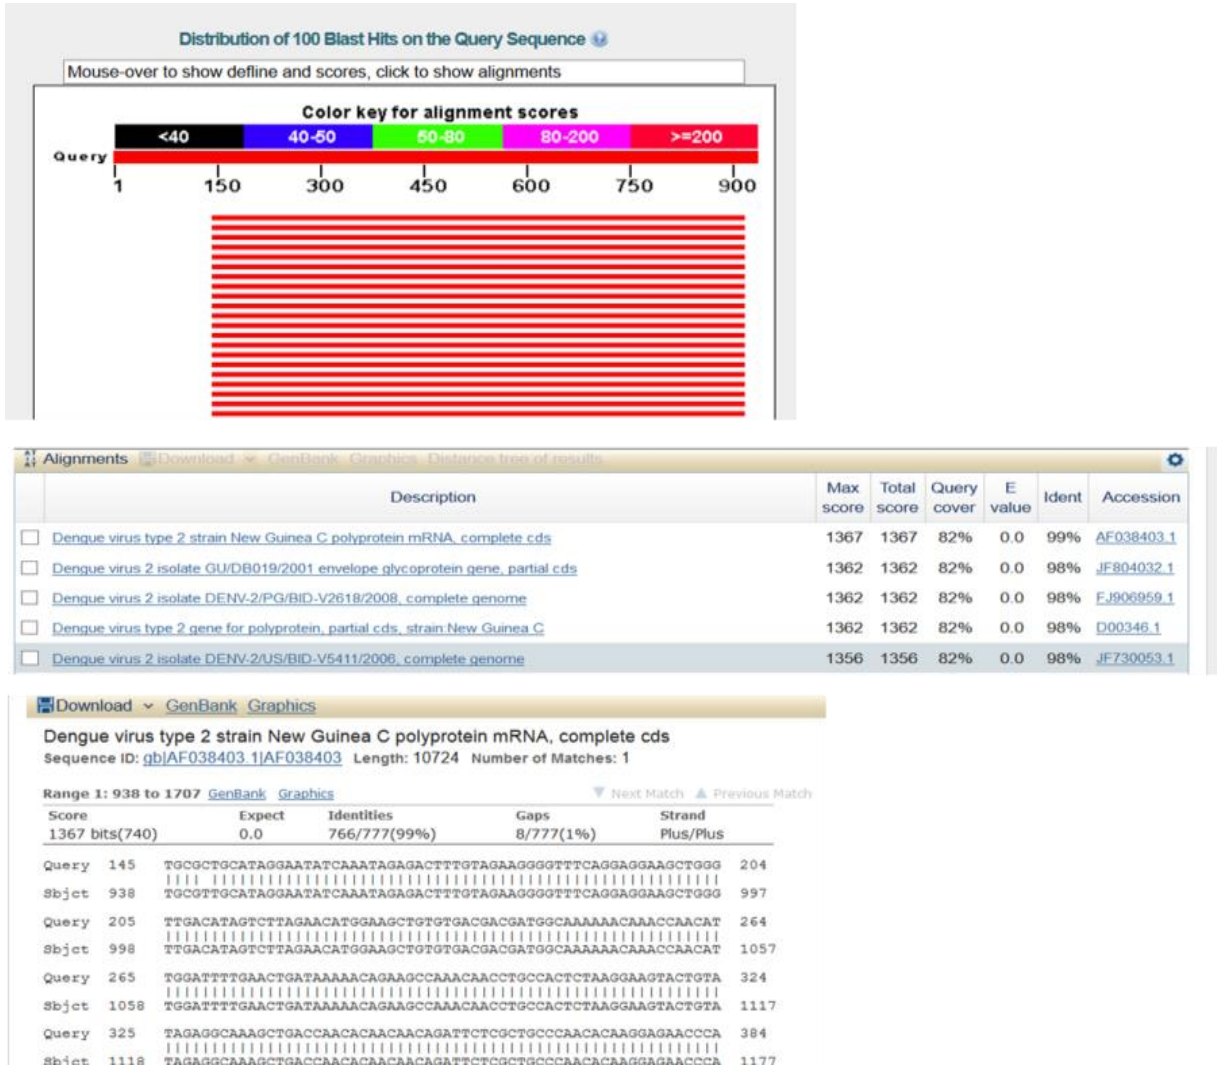 Distribution of 100 Blast Hits on the Query Sequence
Mouse-over to show defline and scores, click to show alignments
Color key for alignment scores
<40 40-50 50-80 80-200 >=200
Query
1 150 300 450 600 750 900
Alignments Download GenBank Graphics Distance tree of results
Description Max score Total score Query cover E value Ident Accession
Dengue virus type 2 strain New Guinea C polyprotein mRNA, complete cds 1367 1367 82% 0.0 99% AF038403.1
Dengue virus 2 isolate GU/DB019/2001 envelope glycoprotein gene, partial cds 1362 1362 82% 0.0 98% JF804032.1
Dengue virus 2 isolate DENV-2/PG/BID-V2618/2008, complete genome 1362 1362 82% 0.0 98% FJ906959.1
Dengue virus type 2 gene for polyprotein, partial cds, strain:New Guinea C 1362 1362 82% 0.0 98% D00346.1
Dengue virus 2 isolate DENV-2/US/BID-V5411/2006, complete genome 1356 1356 82% 0.0 98% JF730053.1
Download GenBank Graphics
Dengue virus type 2 strain New Guinea C polyprotein mRNA, complete cds
Sequence ID: gb|AF038403.1|AF038403 Length: 10724 Number of Matches: 1
Range 1: 938 to 1707 GenBank Graphics Next Match Previous Match
Score Expect Identities Gaps Strand
1367 bits(740) 0.0 766/777(99%) 8/777(1%) Plus/Plus
Query 145 TGCGCTGCATAGGAATATCAAATAGAGACTTTGTAGAAGGGGTTTCAGGAGGAAGCTGGG 204
Sbjct 938 TGCGTTGCATAGGAATATCAAATAGAGACTTTGTAGAAGGGGTTTCAGGAGGAAGCTGGG 997
Query 205 TTGACATAGTCTTAGAACATGGAAGCTGTGTGACGACGATGGCAAAAAACAAACCAACAT 264
Sbjct 998 TTGACATAGTCTTAGAACATGGAAGCTGTGTGACGACGATGGCAAAAAACAAACCAACAT 1057
Query 265 TGGATTTTGAACTGATAAAAACAGAAGCCAAACAACCTGCCACTCTAAGGAAGTACTGTA 324
Sbjct 1058 TGGATTTTGAACTGATAAAAACAGAAGCCAAACAACCTGCCACTCTAAGGAAGTACTGTA 1117
Query 325 TAGAGGCAAAGCTGACCAACACAACAACAGATTCTCGCTGCCCAACACAAGGAGAACCCA 384
Sbjct 1118 TAGAGGCAAAGCTGACCAACACAACAACAGATTCTCGCTGCCCAACACAAGGAGAACCCA 1177